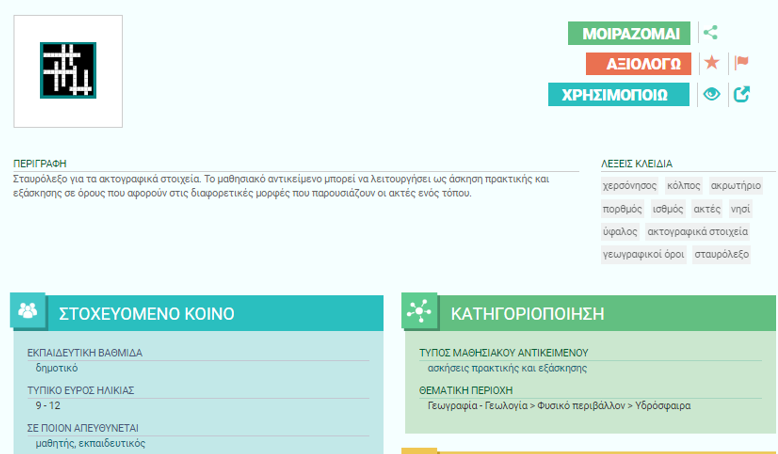 ΜΟΙΡΑΖΟΜΑΙ
ΑΞΙΟΛΟΓΩ
ΧΡΗΣΙΜΟΠΟΙΩ
ΠΕΡΙΓΡΑΦΗ
Σταυρόλεξο για τα ακτογραφικά στοιχεία. Το μαθησιακό αντικείμενο μπορεί να λειτουργήσει ως άσκηση πρακτικής και
εξάσκησης σε όρους που αφορούν στις διαφορετικές μορφές που παρουσιάζουν οι ακτές ενός τόπου.
ΛΕΞΕΙΣ ΚΛΕΙΔΙΑ
χερσόνησος κόλπος ακρωτήριο
πορθμός ισθμός ακτές νησί
ύφαλος ακτογραφικά στοιχεία
γεωγραφικοί όροι σταυρόλεξο
ΣΤΟΧΕΥΟΜΕΝΟ ΚΟΙΝΟ
ΕΚΠΑΙΔΕΥΤΙΚΗ ΒΑΘΜΙΔΑ
δημοτικό
ΤΥΠΙΚΟ ΕΥΡΟΣ ΗΛΙΚΙΑΣ
9 - 12
ΣΕ ΠΟΙΟΝ ΑΠΕΥΘΥΝΕΤΑΙ
μαθητής, εκπαιδευτικός
ΚΑΤΗΓΟΡΙΟΠΟΙΗΣΗ
ΤΥΠΟΣ ΜΑΘΗΣΙΑΚΟΥ ΑΝΤΙΚΕΙΜΕΝΟΥ
ασκήσεις πρακτικής και εξάσκησης
ΘΕΜΑΤΙΚΗ ΠΕΡΙΟΧΗ
Γεωγραφία - Γεωλογία > Φυσικό περιβάλλον > Υδρόσφαιρα